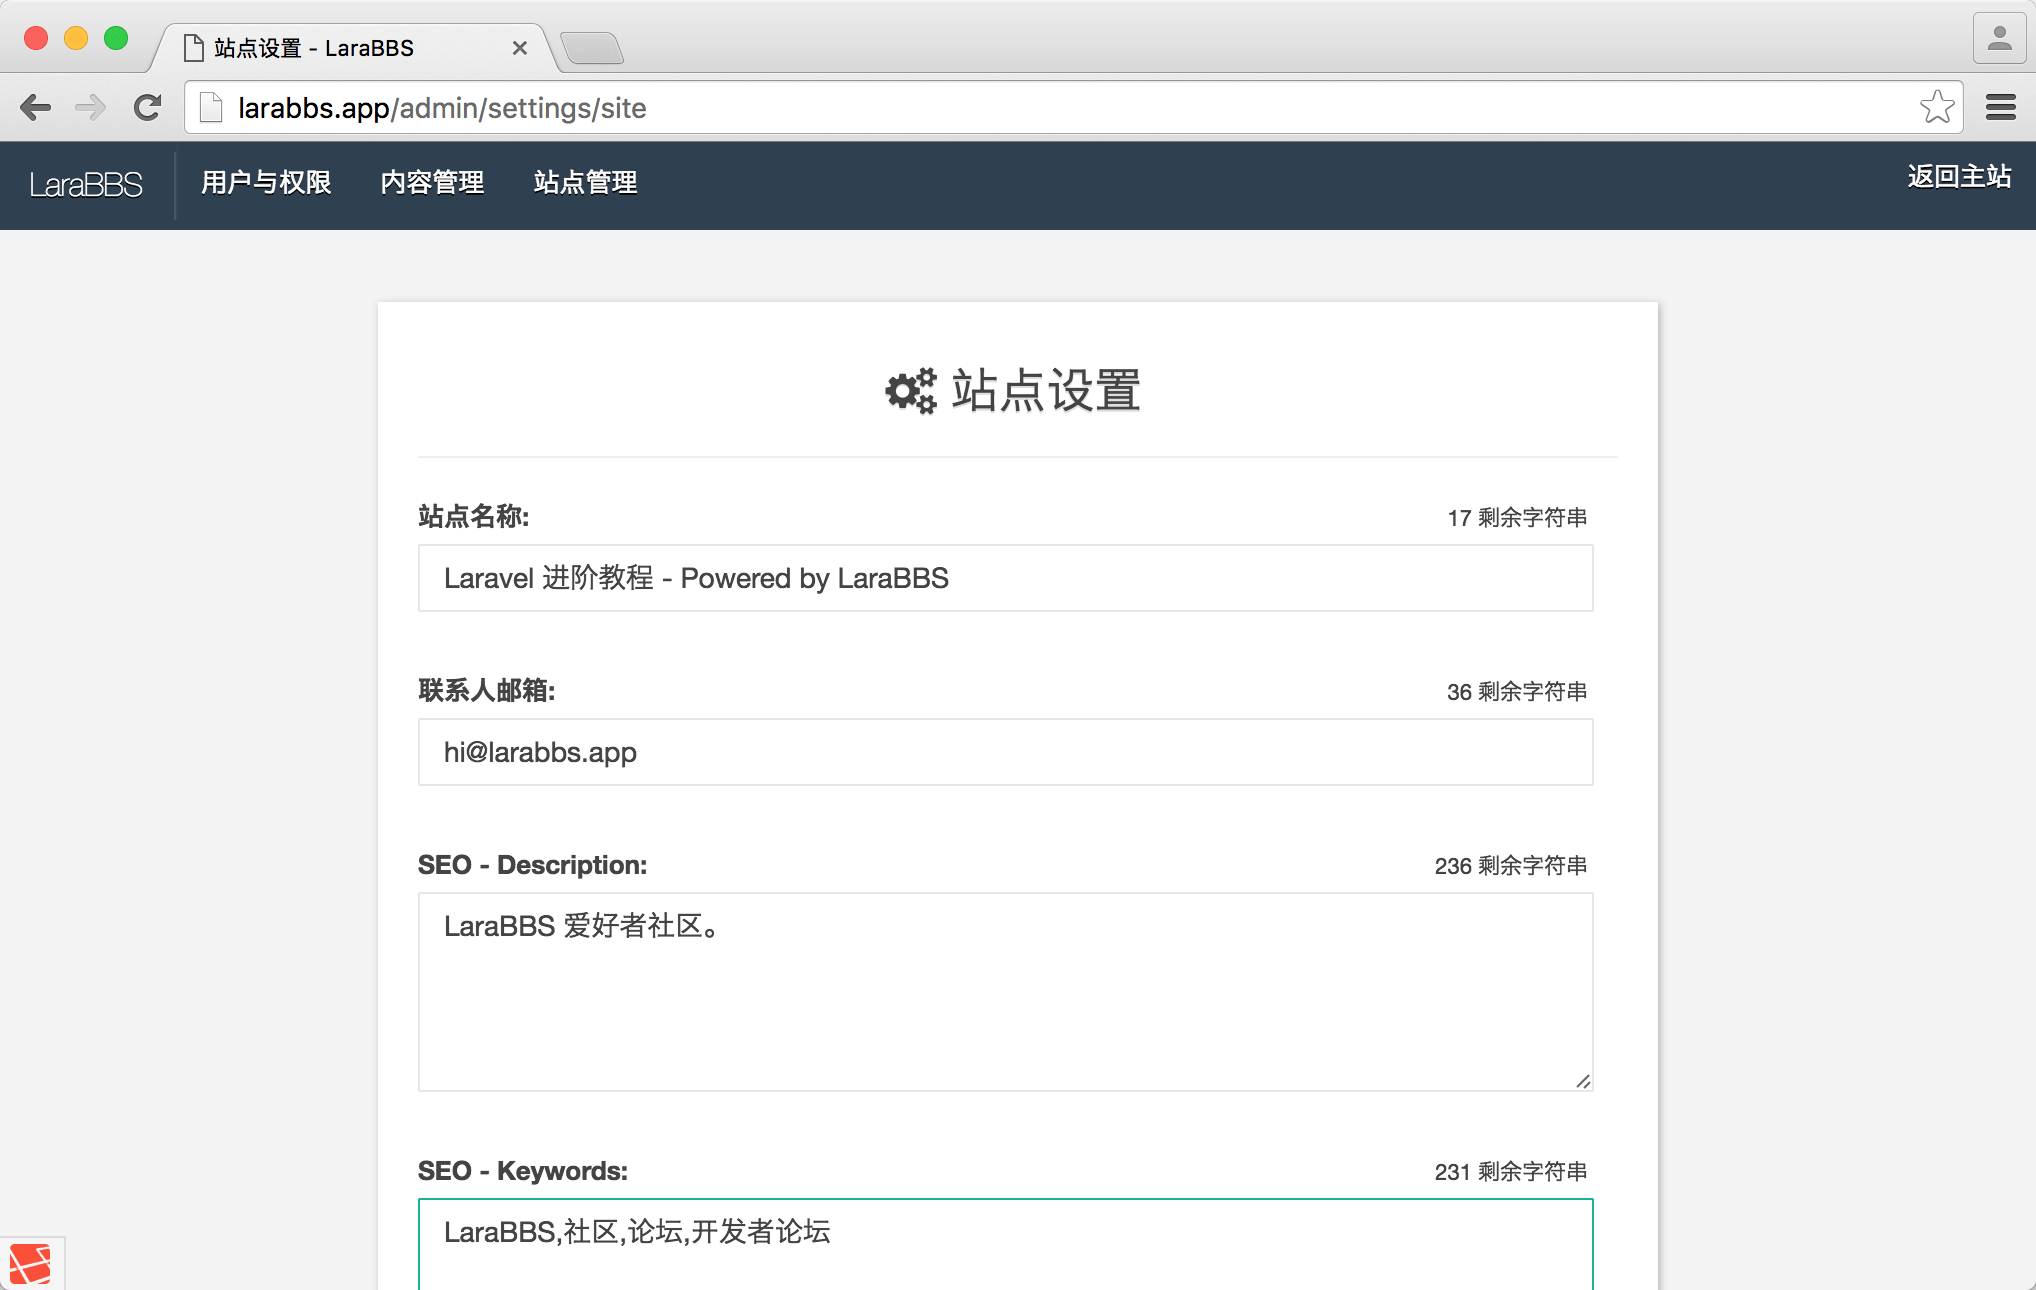 站点设置 - LaraBBS
larabbs.app/admin/settings/site
LaraBBS 用户与权限 内容管理 站点管理 返回主站
站点设置
站点名称: 17 剩余字符串
Laravel 进阶教程 - Powered by LaraBBS
联系人邮箱: 36 剩余字符串
hi@larabbs.app
SEO - Description: 236 剩余字符串
LaraBBS 爱好者社区。
SEO - Keywords: 231 剩余字符串
LaraBBS,社区,论坛,开发者论坛